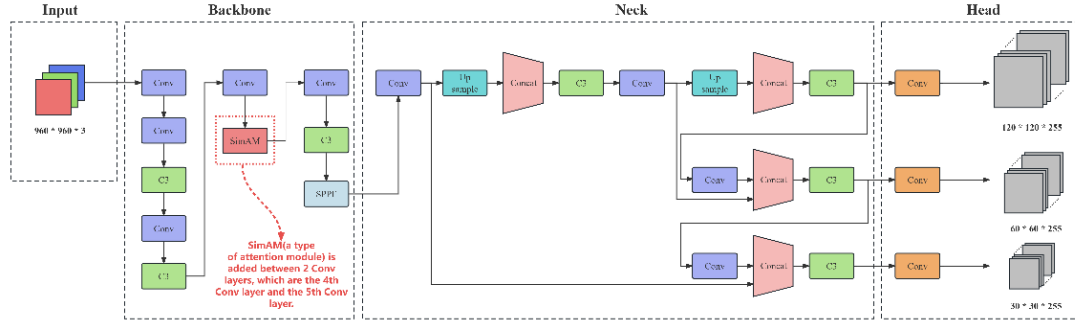 Input
Backbone
Neck
Head
960 * 960 * 3
Conv
Conv
C3
Conv
C3
Conv
SimAM
Conv
C3
SPPF
SimAM(a type
of attention module) is
added between 2 Conv
layers, which are the 4th
Conv layer and the 5th Conv
layer.
Conv
Up
sample
Concat
C3
Conv
Up
sample
Concat
C3
Conv
120 * 120 * 255
Conv
Concat
C3
Conv
60 * 60 * 255
Conv
Concat
C3
Conv
30 * 30 * 255